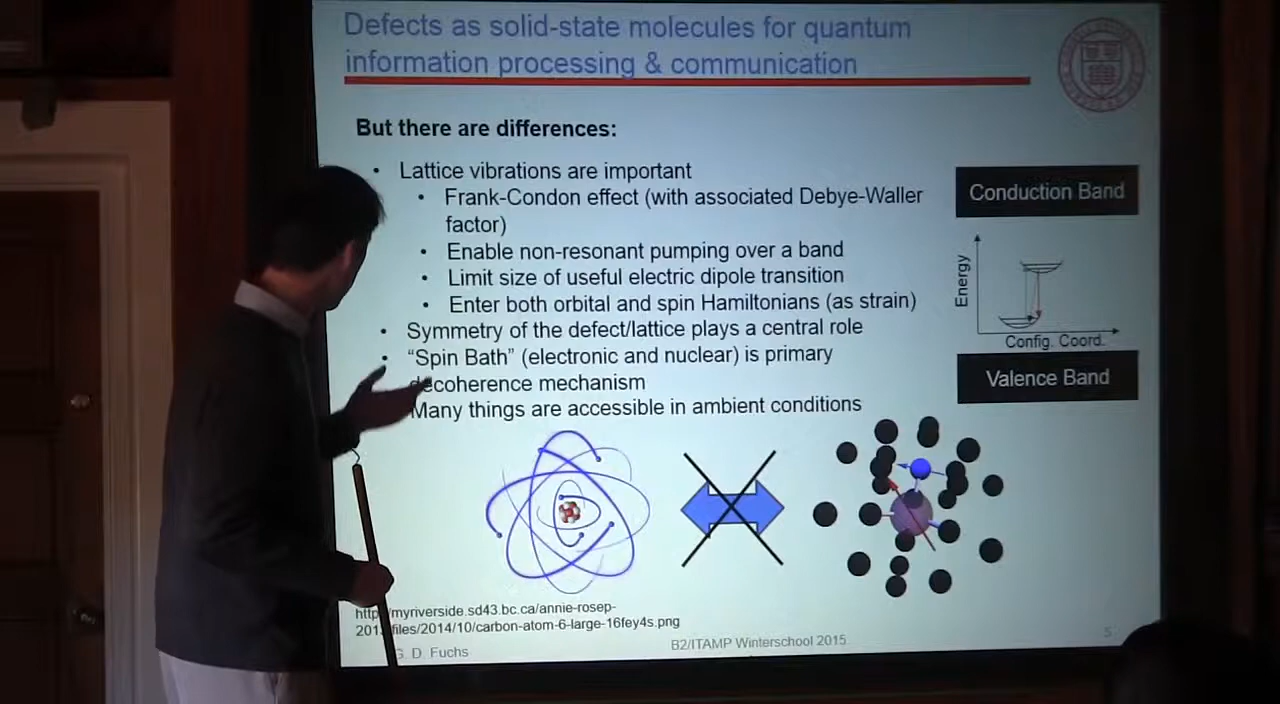 Defects as solid-state molecules for quantum
information processing & communication
But there are differences:
• Lattice vibrations are important
• Frank-Condon effect (with associated Debye-Waller
factor)
• Enable non-resonant pumping over a band
• Limit size of useful electric dipole transition
• Enter both orbital and spin Hamiltonians (as strain)
• Symmetry of the defect/lattice plays a central role
• “Spin Bath” (electronic and nuclear) is primary
decoherence mechanism
Many things are accessible in ambient conditions
Conduction Band
Energy
Config. Coord.
Valence Band
myriverside.sd43.bc.ca/annie-rosep-
files/2014/10/carbon-atom-6-large-16fey4s.png
G. D. Fuchs
B2/ITAMP Winterschool 2015
5